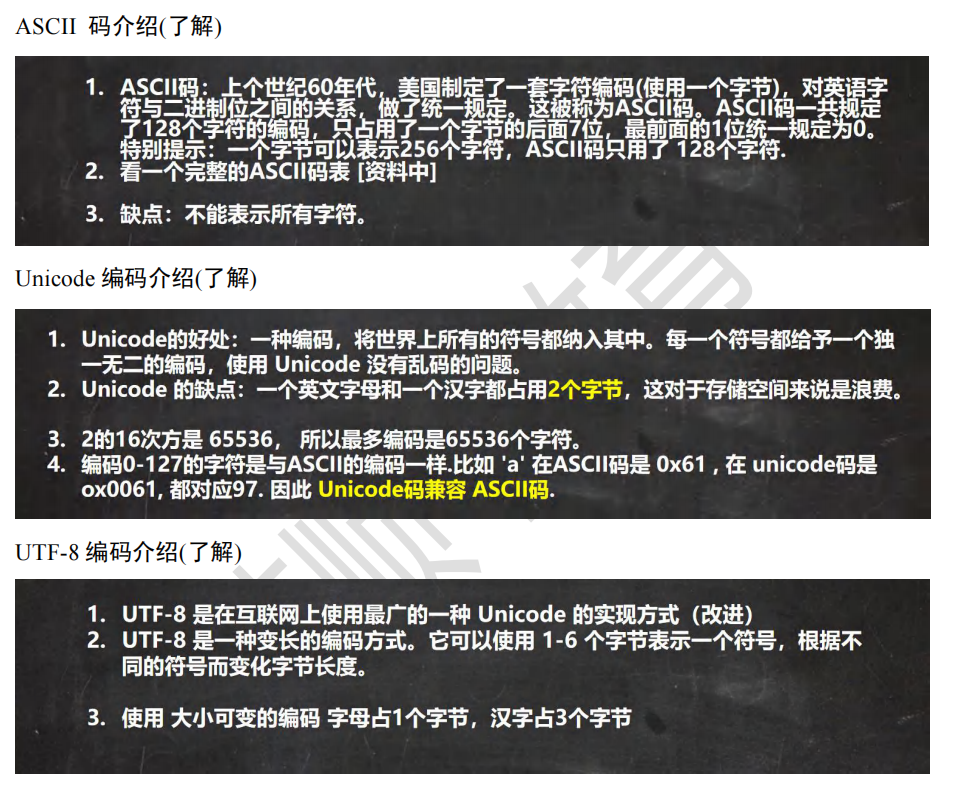 ASCII 码介绍(了解)
1. ASCII码：上个世纪60年代，美国制定了一套字符编码(使用一个字节)，对英语字
符与二进制位之间的关系，做了统一规定。这被称为ASCII码。ASCII码一共规定
了128个字符的编码，只占用了一个字节的后面7位，最前面的1位统一规定为0。
特别提示：一个字节可以表示256个字符，ASCII码只用了 128个字符.
2. 看一个完整的ASCII码表 [资料中]
3. 缺点：不能表示所有字符。
Unicode 编码介绍(了解)
1. Unicode的好处：一种编码，将世界上所有的符号都纳入其中。每一个符号都给予一个独
一无二的编码，使用 Unicode 没有乱码的问题。
2. Unicode 的缺点：一个英文字母和一个汉字都占用2个字节，这对于存储空间来说是浪费。
3. 2的16次方是 65536， 所以最多编码是65536个字符。
4. 编码0-127的字符是与ASCII的编码一样.比如 'a' 在ASCII码是 0x61 , 在 unicode码是
ox0061, 都对应97. 因此 Unicode码兼容 ASCII码.
UTF-8 编码介绍(了解)
1. UTF-8 是在互联网上使用最广的一种 Unicode 的实现方式（改进）
2. UTF-8 是一种变长的编码方式。它可以使用 1-6 个字节表示一个符号，根据不
同的符号而变化字节长度。
3. 使用 大小可变的编码 字母占1个字节，汉字占3个字节